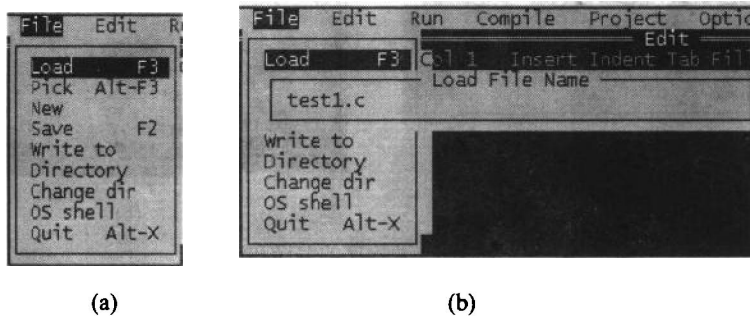 File Edit
Load F3
Pick Alt-F3
New
Save F2
Write to
Directory
Change dir
OS shell
Quit Alt-X
(a)
File Edit Run Compile Project Optio
Edit
Load F3 Col 1 Insert Indent Tab Fil
Load File Name
test1.c
Write to
Directory
Change dir
OS shell
Quit Alt-X
(b)